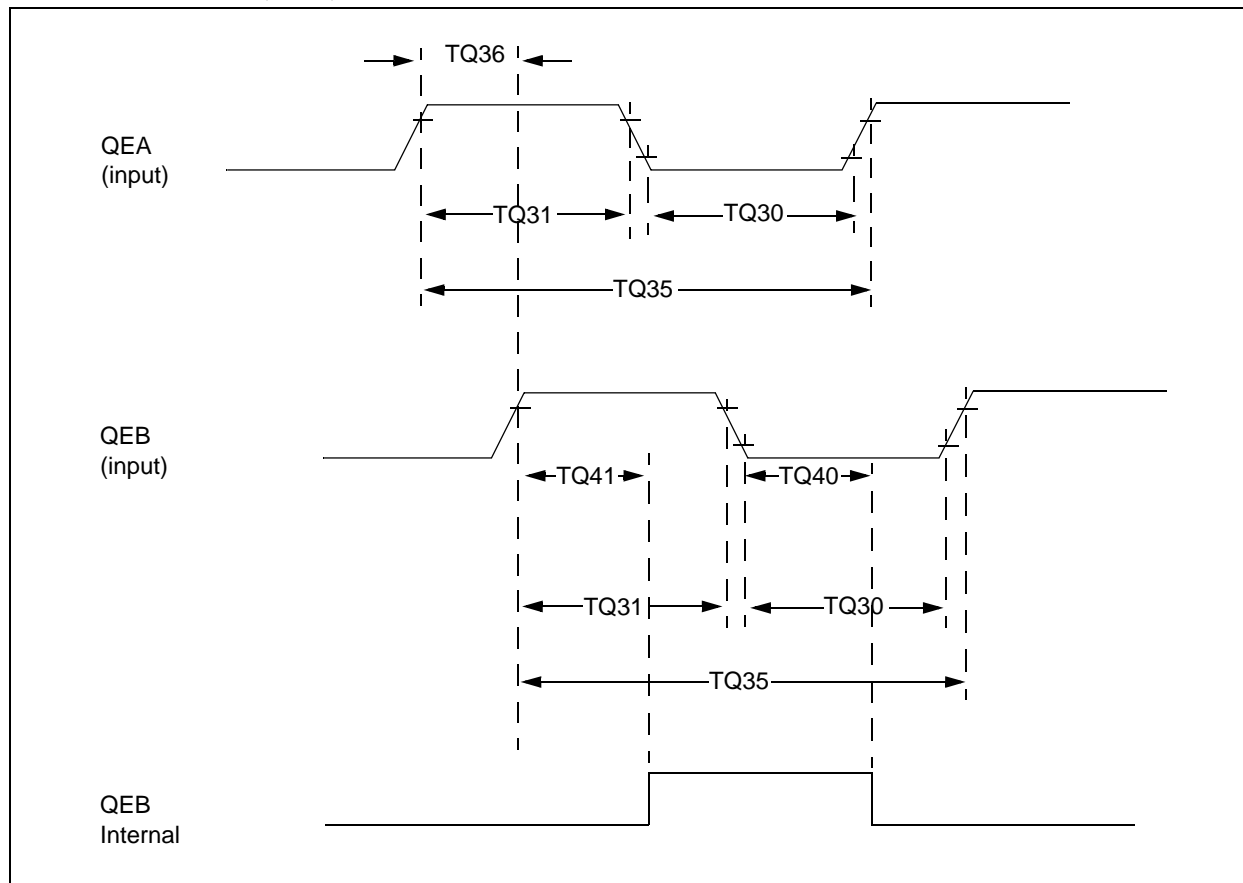 TQ36
QEA
(input)
TQ31
TQ30
TQ35
QEB
(input)
TQ41
TQ40
TQ31
TQ30
TQ35
QEB
Internal